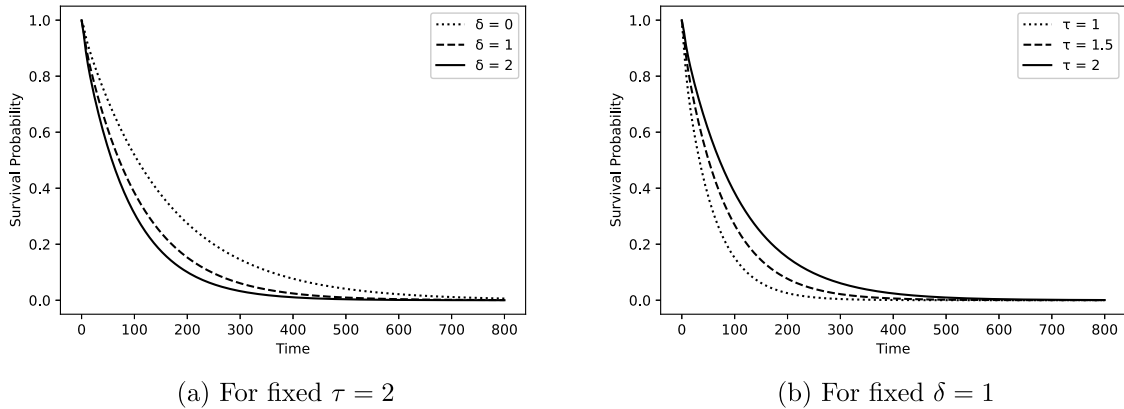 1.0
0.8
0.6
0.4
0.2
0.0
Survival Probability
0 100 200 300 400 500 600 700 800
Time
δ = 0
δ = 1
δ = 2
(a) For fixed τ = 2
1.0
0.8
0.6
0.4
0.2
0.0
Survival Probability
0 100 200 300 400 500 600 700 800
Time
τ = 1
τ = 1.5
τ = 2
(b) For fixed δ = 1